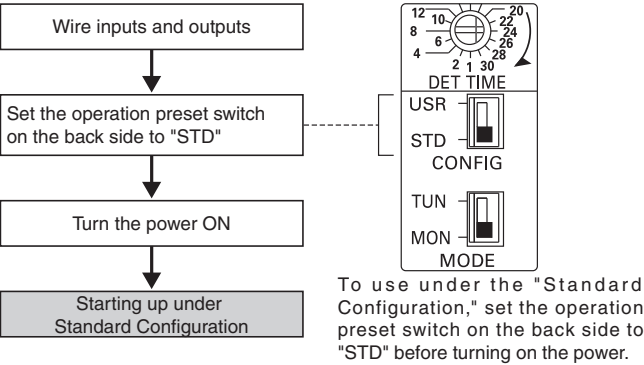 Wire inputs and outputs
Set the operation preset switch
on the back side to "STD"
Turn the power ON
Starting up under
Standard Configuration
12
10
8
6
4
2
1
30
28
26
24
22
20
DET TIME
USR
STD
CONFIG
TUN
MON
MODE
To use under the "Standard
Configuration," set the operation
preset switch on the back side to
"STD" before turning on the power.